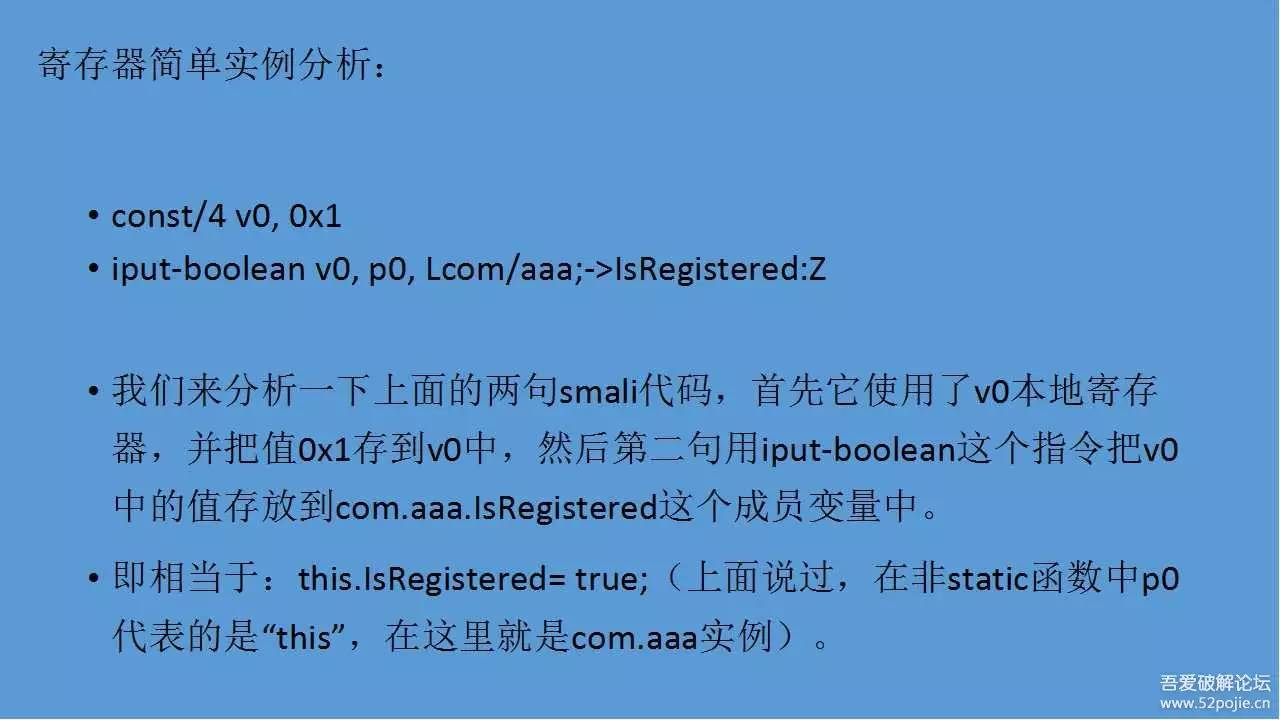 寄存器简单实例分析：
• const/4 v0, 0x1
• iput-boolean v0, p0, Lcom/aaa;->IsRegistered:Z
• 我们来分析一下上面的两句smali代码，首先它使用了v0本地寄存
器，并把值0x1存到v0中，然后第二句用iput-boolean这个指令把v0
中的值存放到com.aaa.IsRegistered这个成员变量中。
• 即相当于：this.IsRegistered= true;（上面说过，在非static函数中p0
代表的是“this”，在这里就是com.aaa实例）。
吾爱破解论坛
www.52pojie.cn